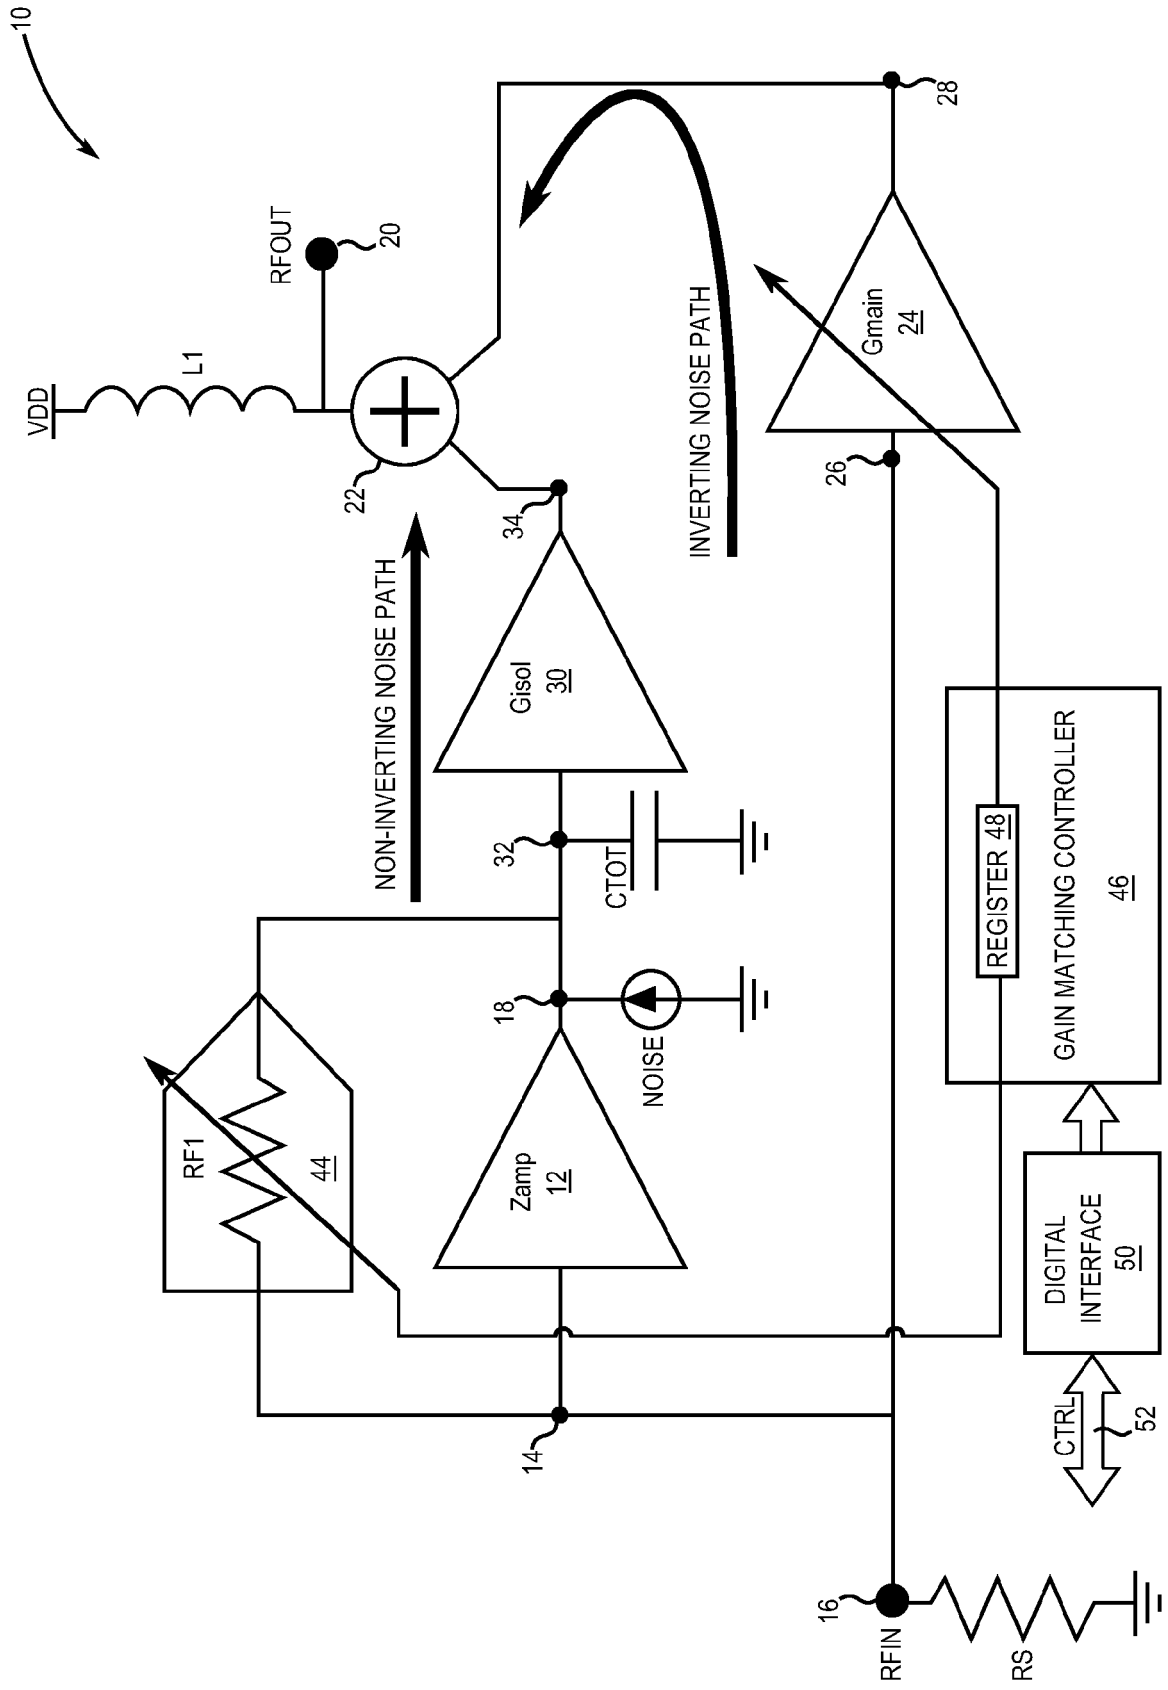 10
VDD
L1
RFOUT
20
22
NON-INVERTING NOISE PATH
34
INVERTING NOISE PATH
28
Gmain
24
26
Gisol
30
32
CTOT
18
NOISE
RF1
44
Zamp
12
14
REGISTER 48
GAIN MATCHING CONTROLLER
46
DIGITAL
INTERFACE
50
CTRL
52
16
RFIN
RS